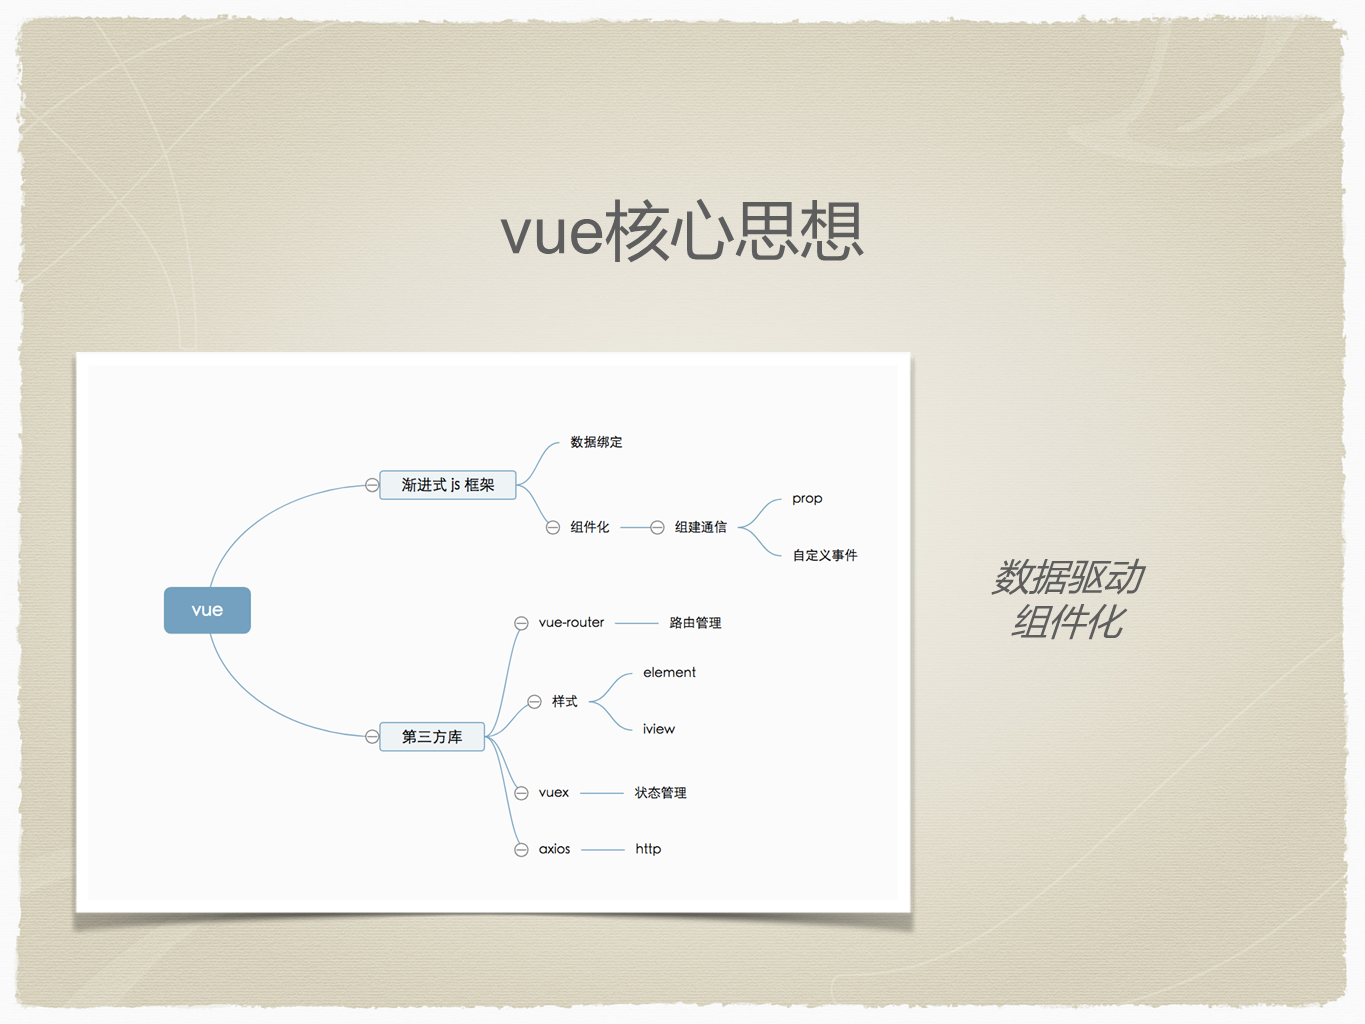 vue核心思想
数据绑定
渐进式 js 框架
prop
组件化
组建通信
自定义事件
vue
vue-router
路由管理
element
样式
iview
第三方库
vuex
状态管理
axios
http
数据驱动
组件化